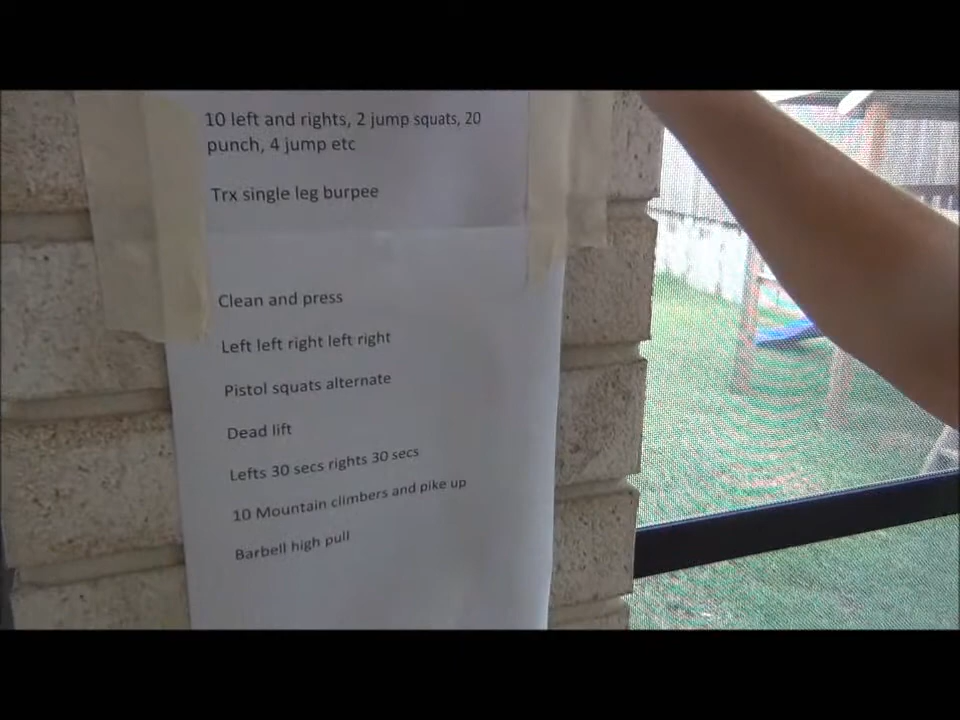 10 left and rights, 2 jump squats, 20
punch, 4 jump etc
Trx single leg burpee
Clean and press
Left left right left right
Pistol squats alternate
Dead lift
Lefts 30 secs rights 30 secs
10 Mountain climbers and pike up
Barbell high pull